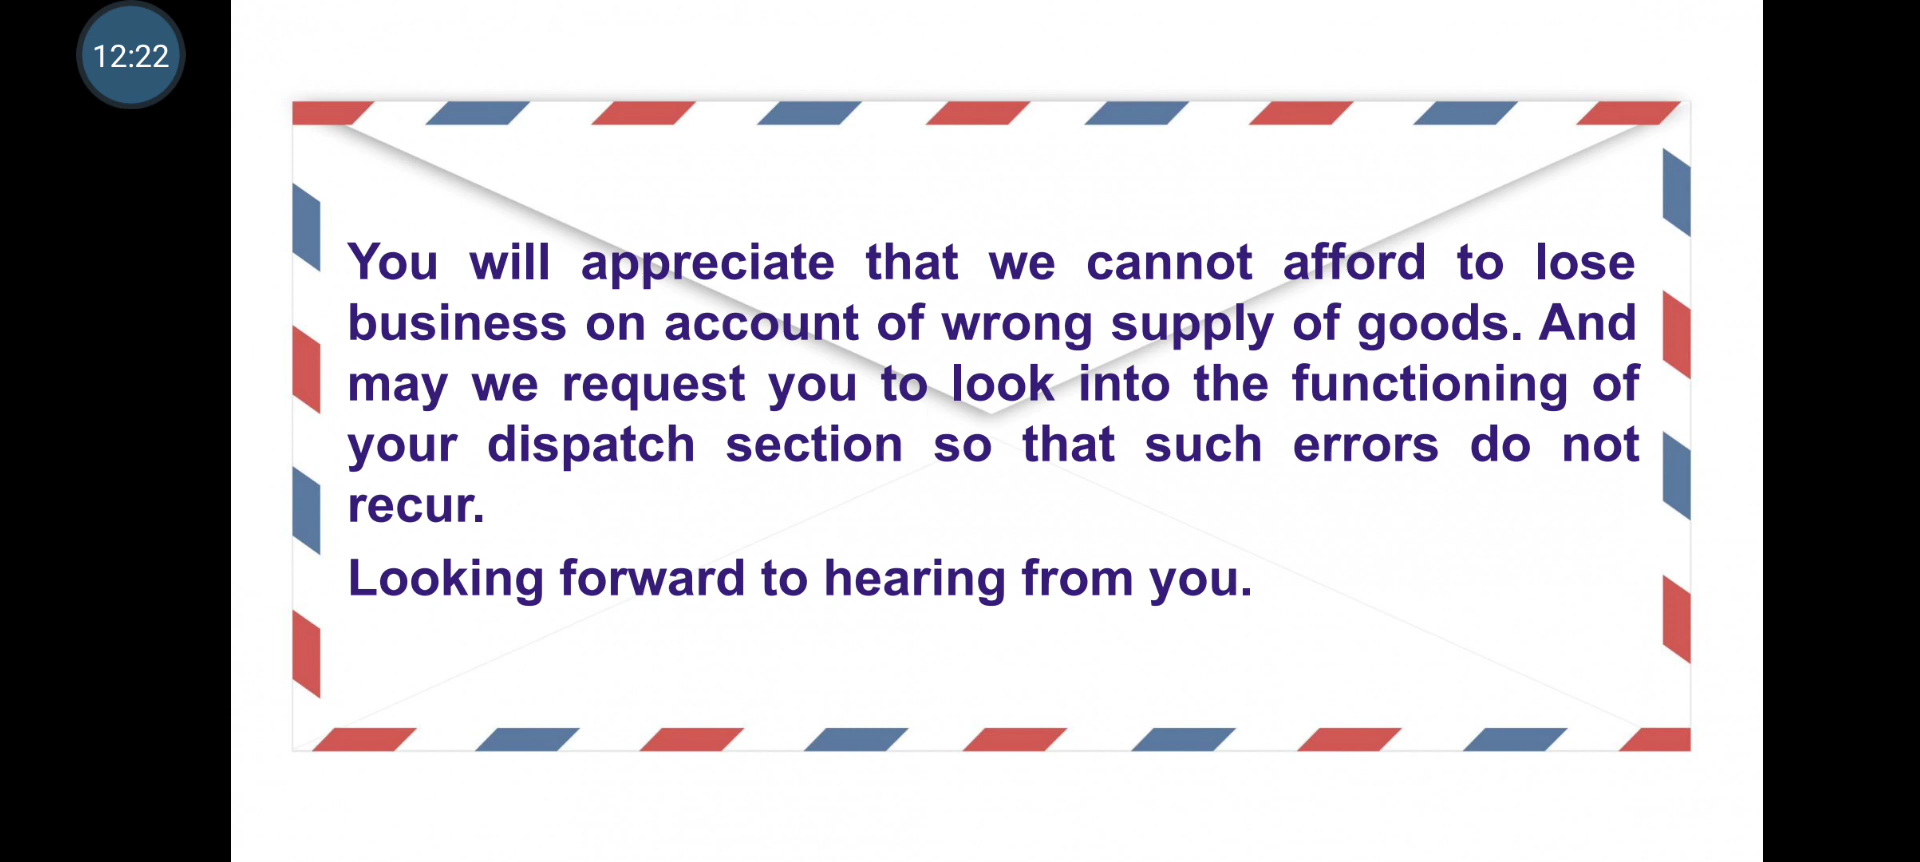 12:22
You will appreciate that we cannot afford to lose
business on account of wrong supply of goods. And
may we request you to look into the functioning of
your dispatch section so that such errors do not
recur.
Looking forward to hearing from you.